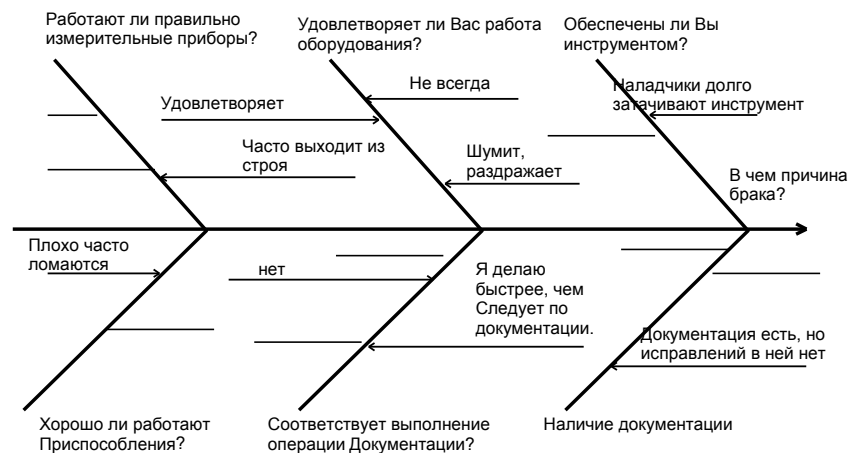 Работают ли правильно
измерительные приборы?
Удовлетворяет ли Вас работа
оборудования?
Обеспечены ли Вы
инструментом?
Не всегда
Наладчики долго
затачивают инструмент
Удовлетворяет
Часто выходит из
строя
Шумит,
раздражает
В чем причина
брака?
Плохо часто
ломаются
нет
Я делаю
быстрее, чем
Следует по
документации.
Документация есть, но
исправлений в ней нет
Хорошо ли работают
Приспособления?
Соответствует выполнение
операции Документации?
Наличие документации